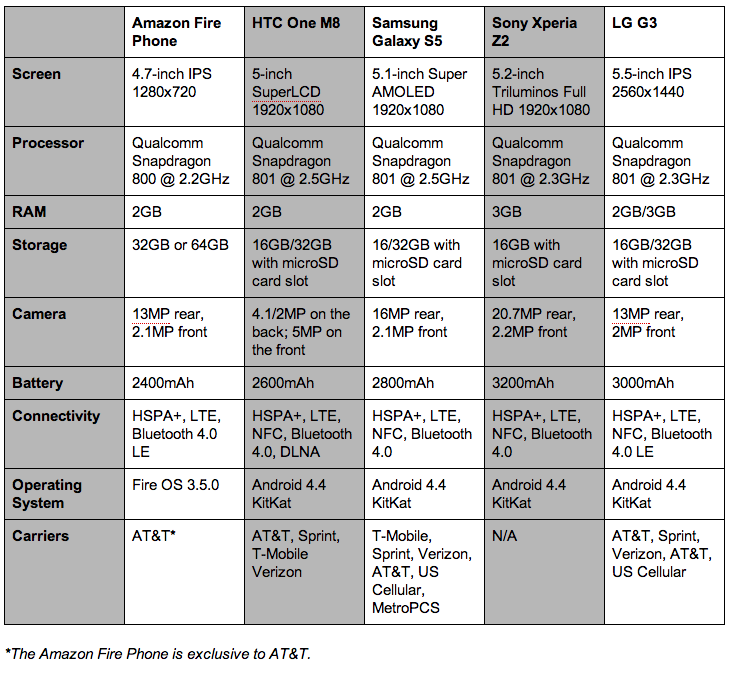 Amazon Fire
Phone
HTC One M8
Samsung
Galaxy S5
Sony Xperia
Z2
LG G3
Screen
4.7-inch IPS
1280x720
5-inch
SuperLCD
1920x1080
5.1-inch Super
AMOLED
1920x1080
5.2-inch
Triluminos Full
HD 1920x1080
5.5-inch IPS
2560x1440
Processor
Qualcomm
Snapdragon
800 @ 2.2GHz
Qualcomm
Snapdragon
801 @ 2.5GHz
Qualcomm
Snapdragon
801 @ 2.5GHz
Qualcomm
Snapdragon
801 @ 2.3GHz
Qualcomm
Snapdragon
801 @ 2.3GHz
RAM
2GB
2GB
2GB
3GB
2GB/3GB
Storage
32GB or 64GB
16GB/32GB
with microSD
card slot
16/32GB with
microSD card
slot
16GB with
microSD card
slot
16GB/32GB
with microSD
card slot
Camera
13MP rear,
2.1MP front
4.1/2MP on the
back; 5MP on
the front
16MP rear,
2.1MP front
20.7MP rear,
2.2MP front
13MP rear,
2MP front
Battery
2400mAh
2600mAh
2800mAh
3200mAh
3000mAh
Connectivity
HSPA+, LTE,
Bluetooth 4.0
LE
HSPA+, LTE,
NFC, Bluetooth
4.0, DLNA
HSPA+, LTE,
NFC, Bluetooth
4.0
HSPA+, LTE,
NFC, Bluetooth
4.0
HSPA+, LTE,
NFC, Bluetooth
4.0 LE
Operating
System
Fire OS 3.5.0
Android 4.4
KitKat
Android 4.4
KitKat
Android 4.4
KitKat
Android 4.4
KitKat
Carriers
AT&T*
AT&T, Sprint,
T-Mobile
Verizon
T-Mobile,
Sprint, Verizon,
AT&T, US
Cellular,
MetroPCS
N/A
AT&T, Sprint,
Verizon, AT&T,
US Cellular
*The Amazon Fire Phone is exclusive to AT&T.